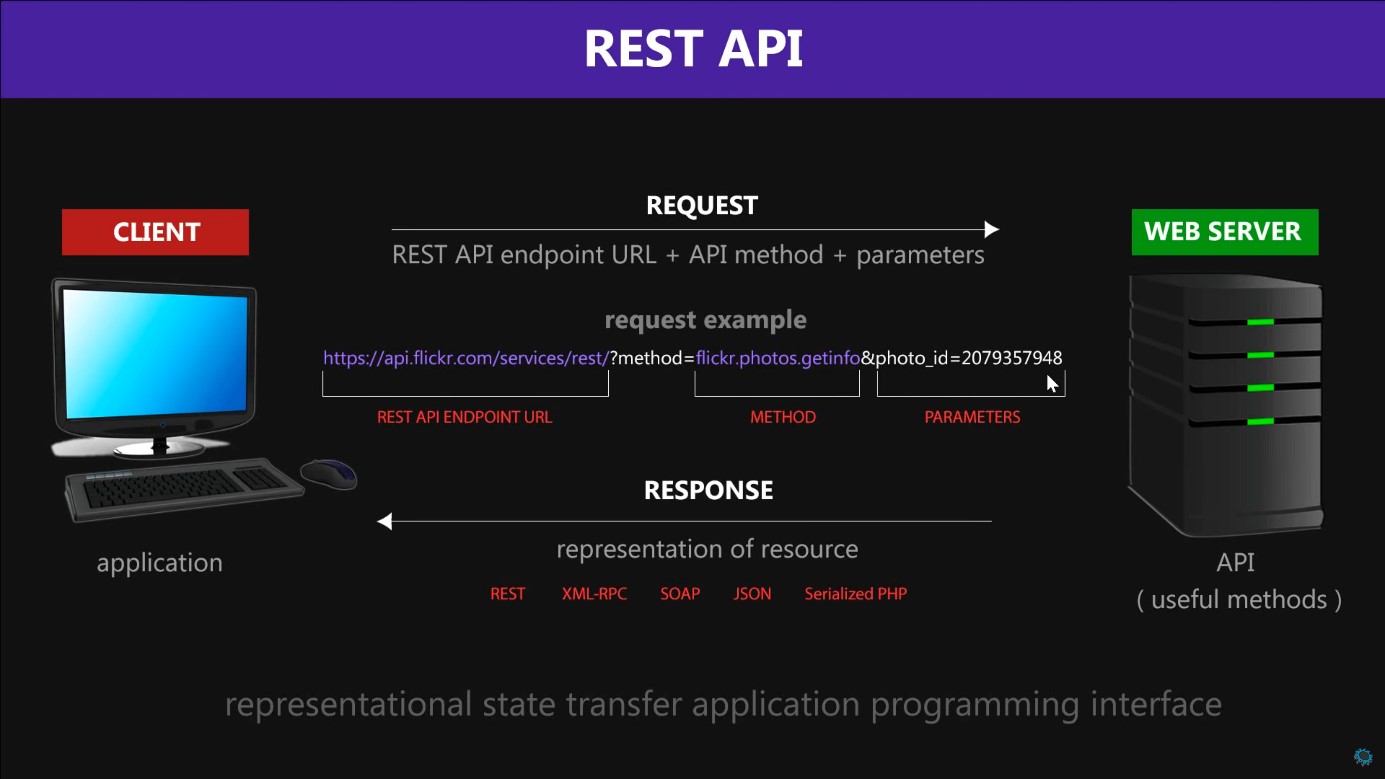 REST API
CLIENT
REQUEST
WEB SERVER
REST API endpoint URL + API method + parameters
request example
https://api.flickr.com/services/rest/?method=flickr.photos.getinfo&photo_id=2079357948
REST API ENDPOINT URL METHOD PARAMETERS
RESPONSE
representation of resource
REST XML-RPC SOAP JSON Serialized PHP
application
API
( useful methods )
representational state transfer application programming interface